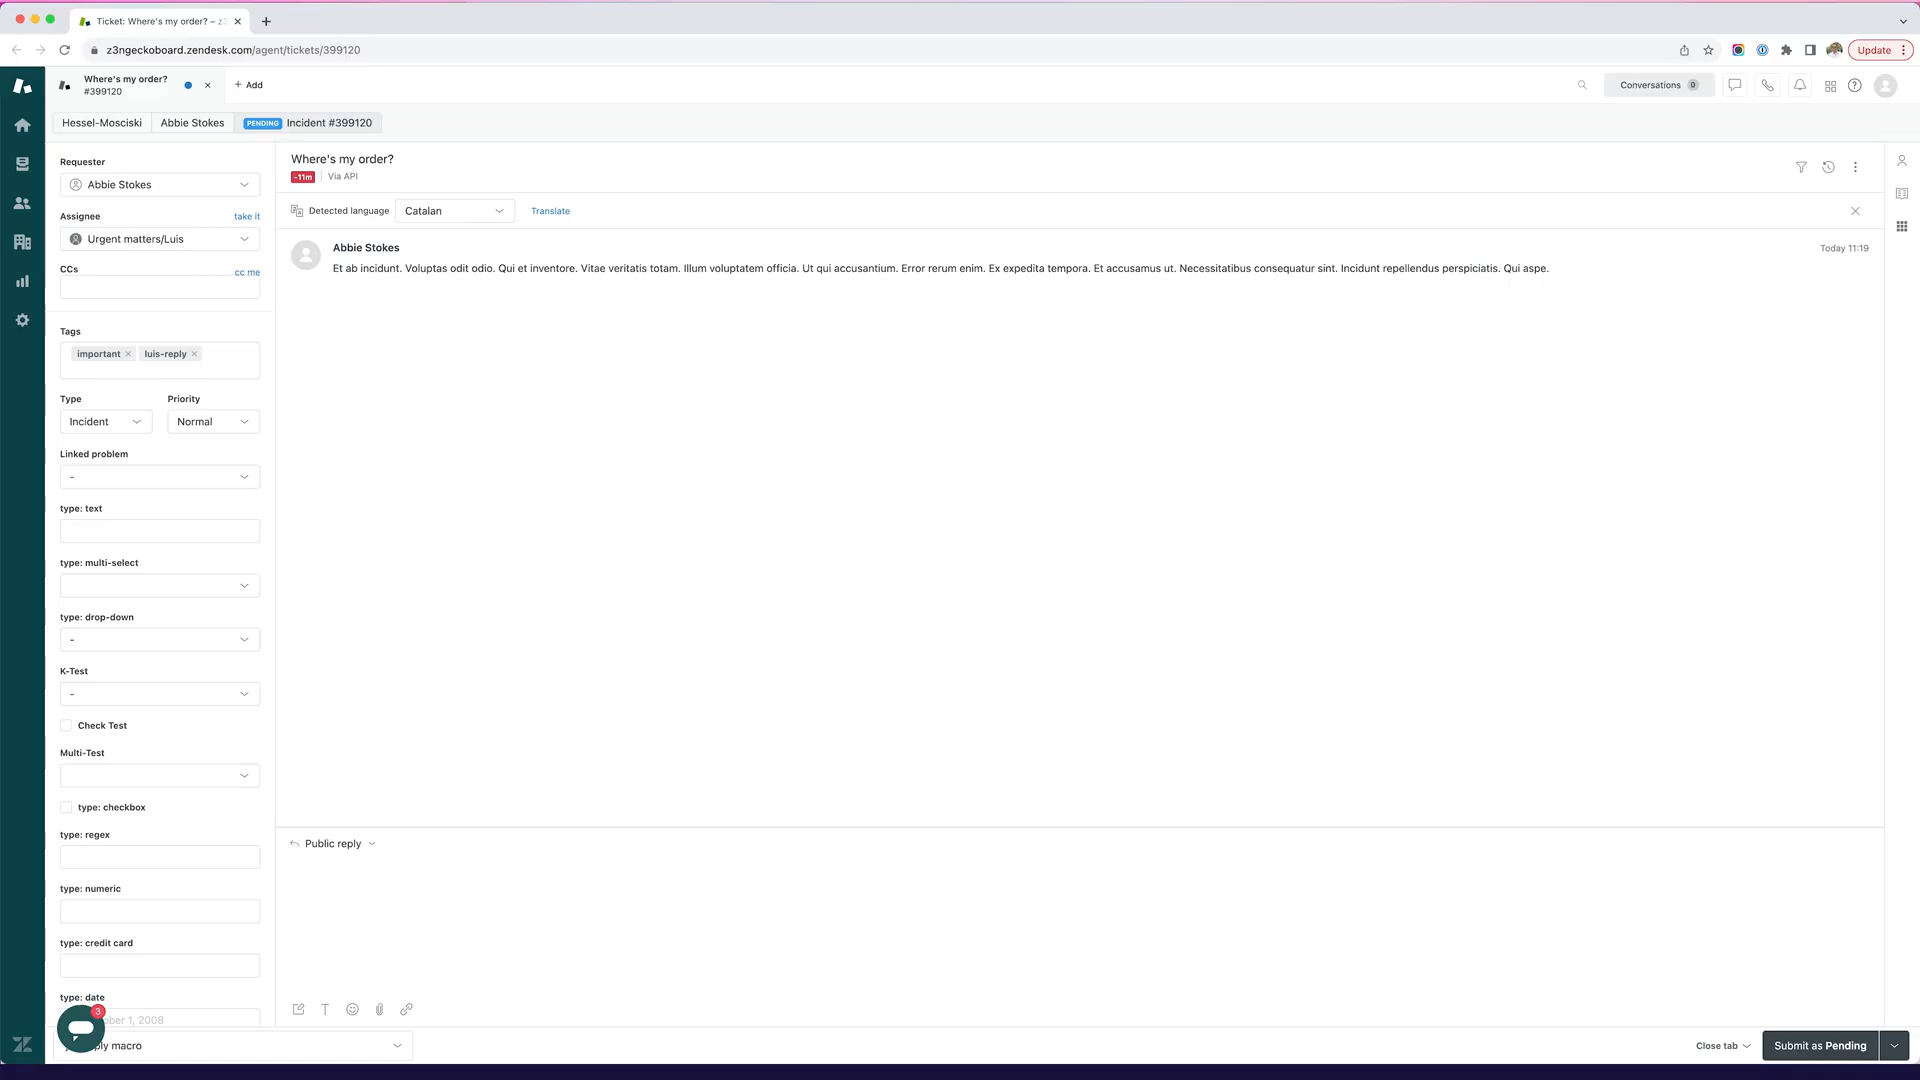 Ticket: Where's my order? – z3
z3ngeckoboard.zendesk.com/agent/tickets/399120
Update
Where's my order?
#399120
+ Add
Conversations 0
Hessel-Mosciski
Abbie Stokes
PENDING Incident #399120
Requester
Abbie Stokes
Assignee
take it
Urgent matters/Luis
CCs
cc me
Tags
important ×
luis-reply ×
Type
Priority
Incident
Normal
Linked problem
-
type: text
type: multi-select
type: drop-down
-
K-Test
-
Check Test
Multi-Test
type: checkbox
type: regex
type: numeric
type: credit card
type: date
ober 1, 2008
3
ply macro
Where's my order?
-11m
Via API
Detected language
Catalan
Translate
Abbie Stokes
Today 11:19
Et ab incidunt. Voluptas odit odio. Qui et inventore. Vitae veritatis totam. Illum voluptatem officia. Ut qui accusantium. Error rerum enim. Ex expedita tempora. Et accusamus ut. Necessitatibus consequatur sint. Incidunt repellendus perspiciatis. Qui aspe.
Public reply
Close tab
Submit as Pending